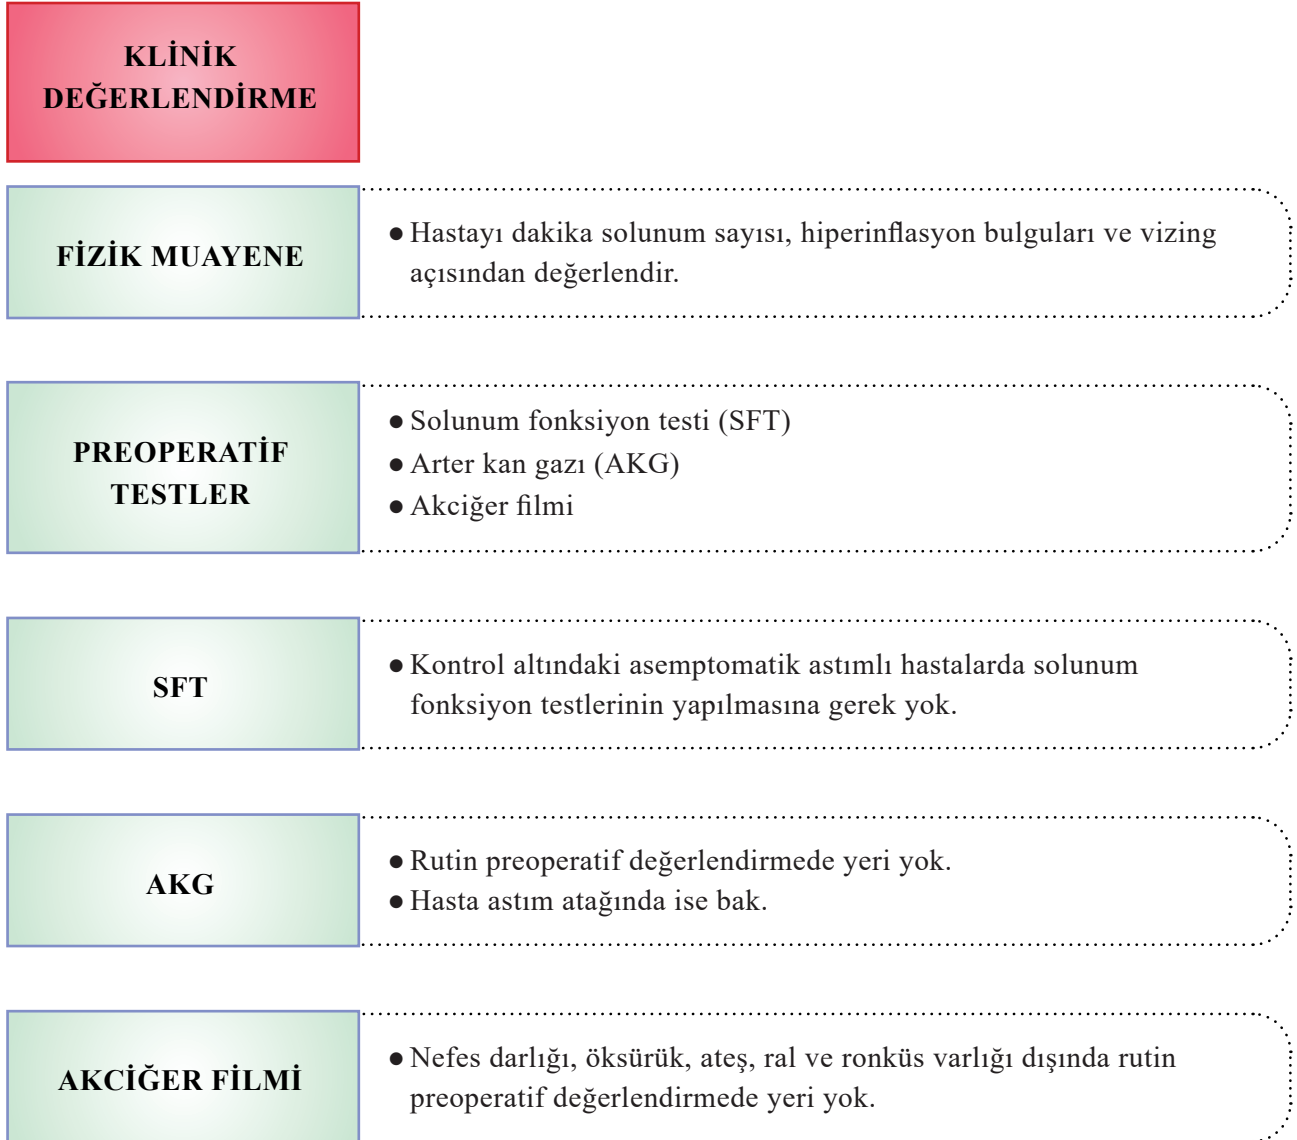 KLİNİK
DEĞERLENDİRME
FİZİK MUAYENE
● Hastayı dakika solunum sayısı, hiperinflasyon bulguları ve vizing
açısından değerlendir.
PREOPERATİF
TESTLER
● Solunum fonksiyon testi (SFT)
● Arter kan gazı (AKG)
● Akciğer filmi
SFT
● Kontrol altındaki asemptomatik astımlı hastalarda solunum
fonksiyon testlerinin yapılmasına gerek yok.
AKG
● Rutin preoperatif değerlendirmede yeri yok.
● Hasta astım atağında ise bak.
AKCİĞER FİLMİ
● Nefes darlığı, öksürük, ateş, ral ve ronküs varlığı dışında rutin
preoperatif değerlendirmede yeri yok.